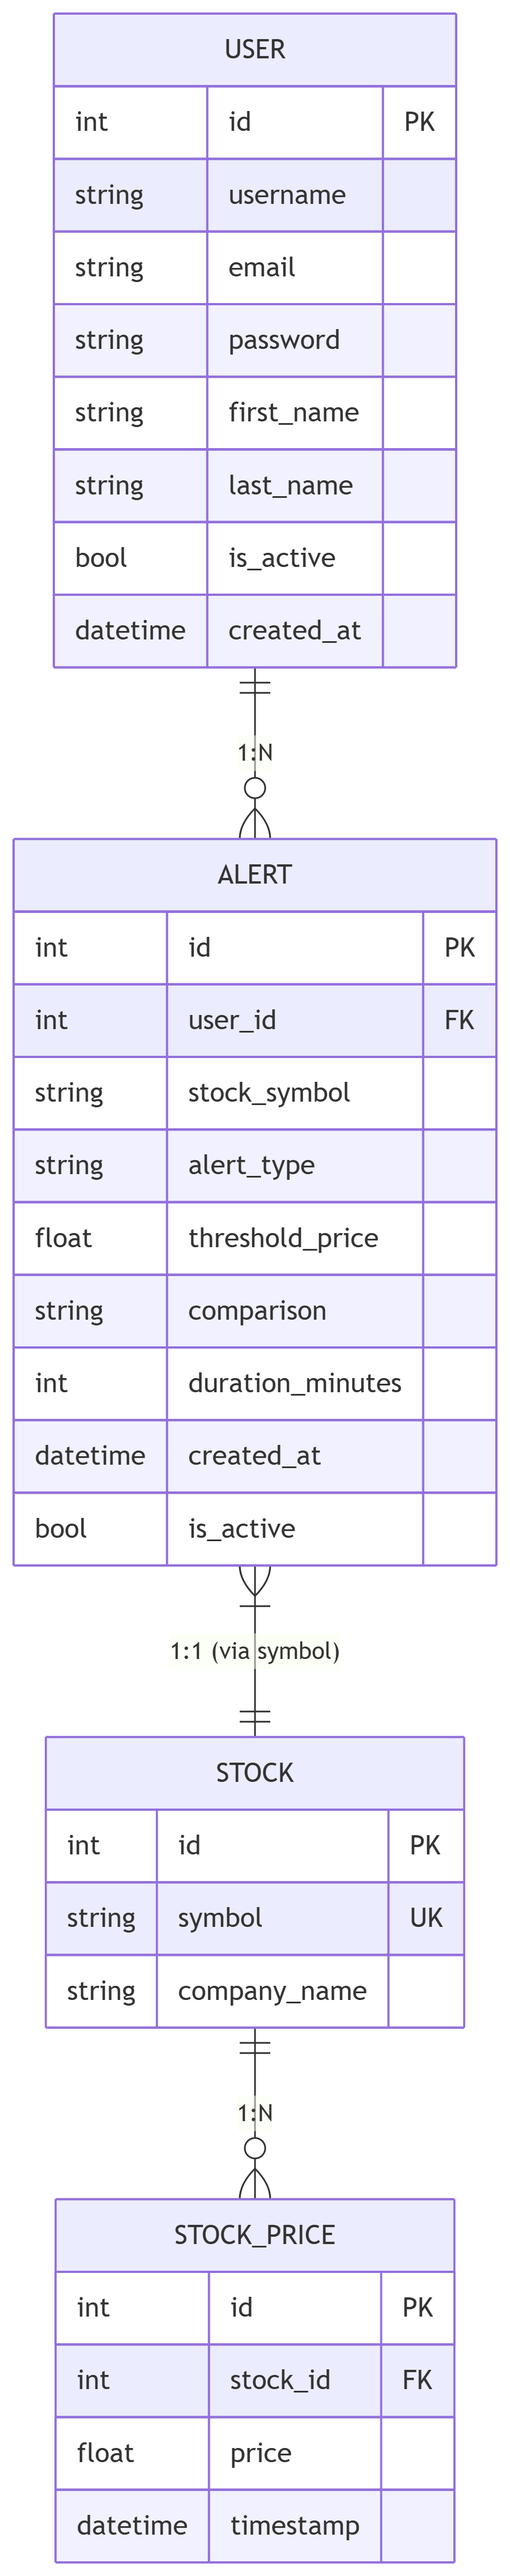 USER
int id PK
string username
string email
string password
string first_name
string last_name
bool is_active
datetime created_at
1:N
ALERT
int id PK
int user_id FK
string stock_symbol
string alert_type
float threshold_price
string comparison
int duration_minutes
datetime created_at
bool is_active
1:1 (via symbol)
STOCK
int id PK
string symbol UK
string company_name
1:N
STOCK_PRICE
int id PK
int stock_id FK
float price
datetime timestamp